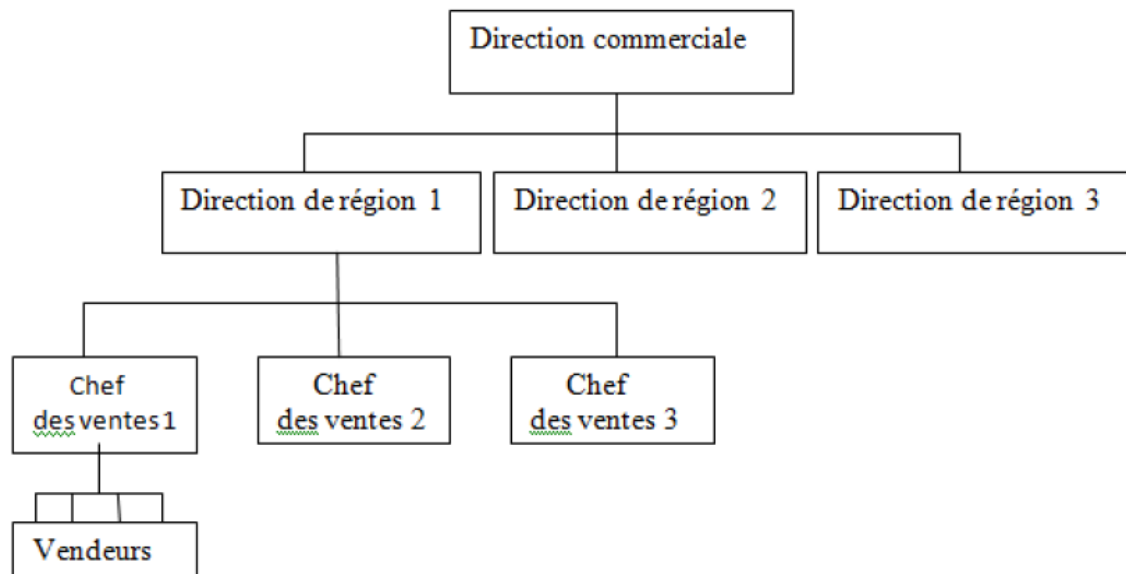 Direction commerciale
Direction de région 1
Direction de région 2
Direction de région 3
Chef
des ventes 1
Chef
des ventes 2
Chef
des ventes 3
Vendeurs